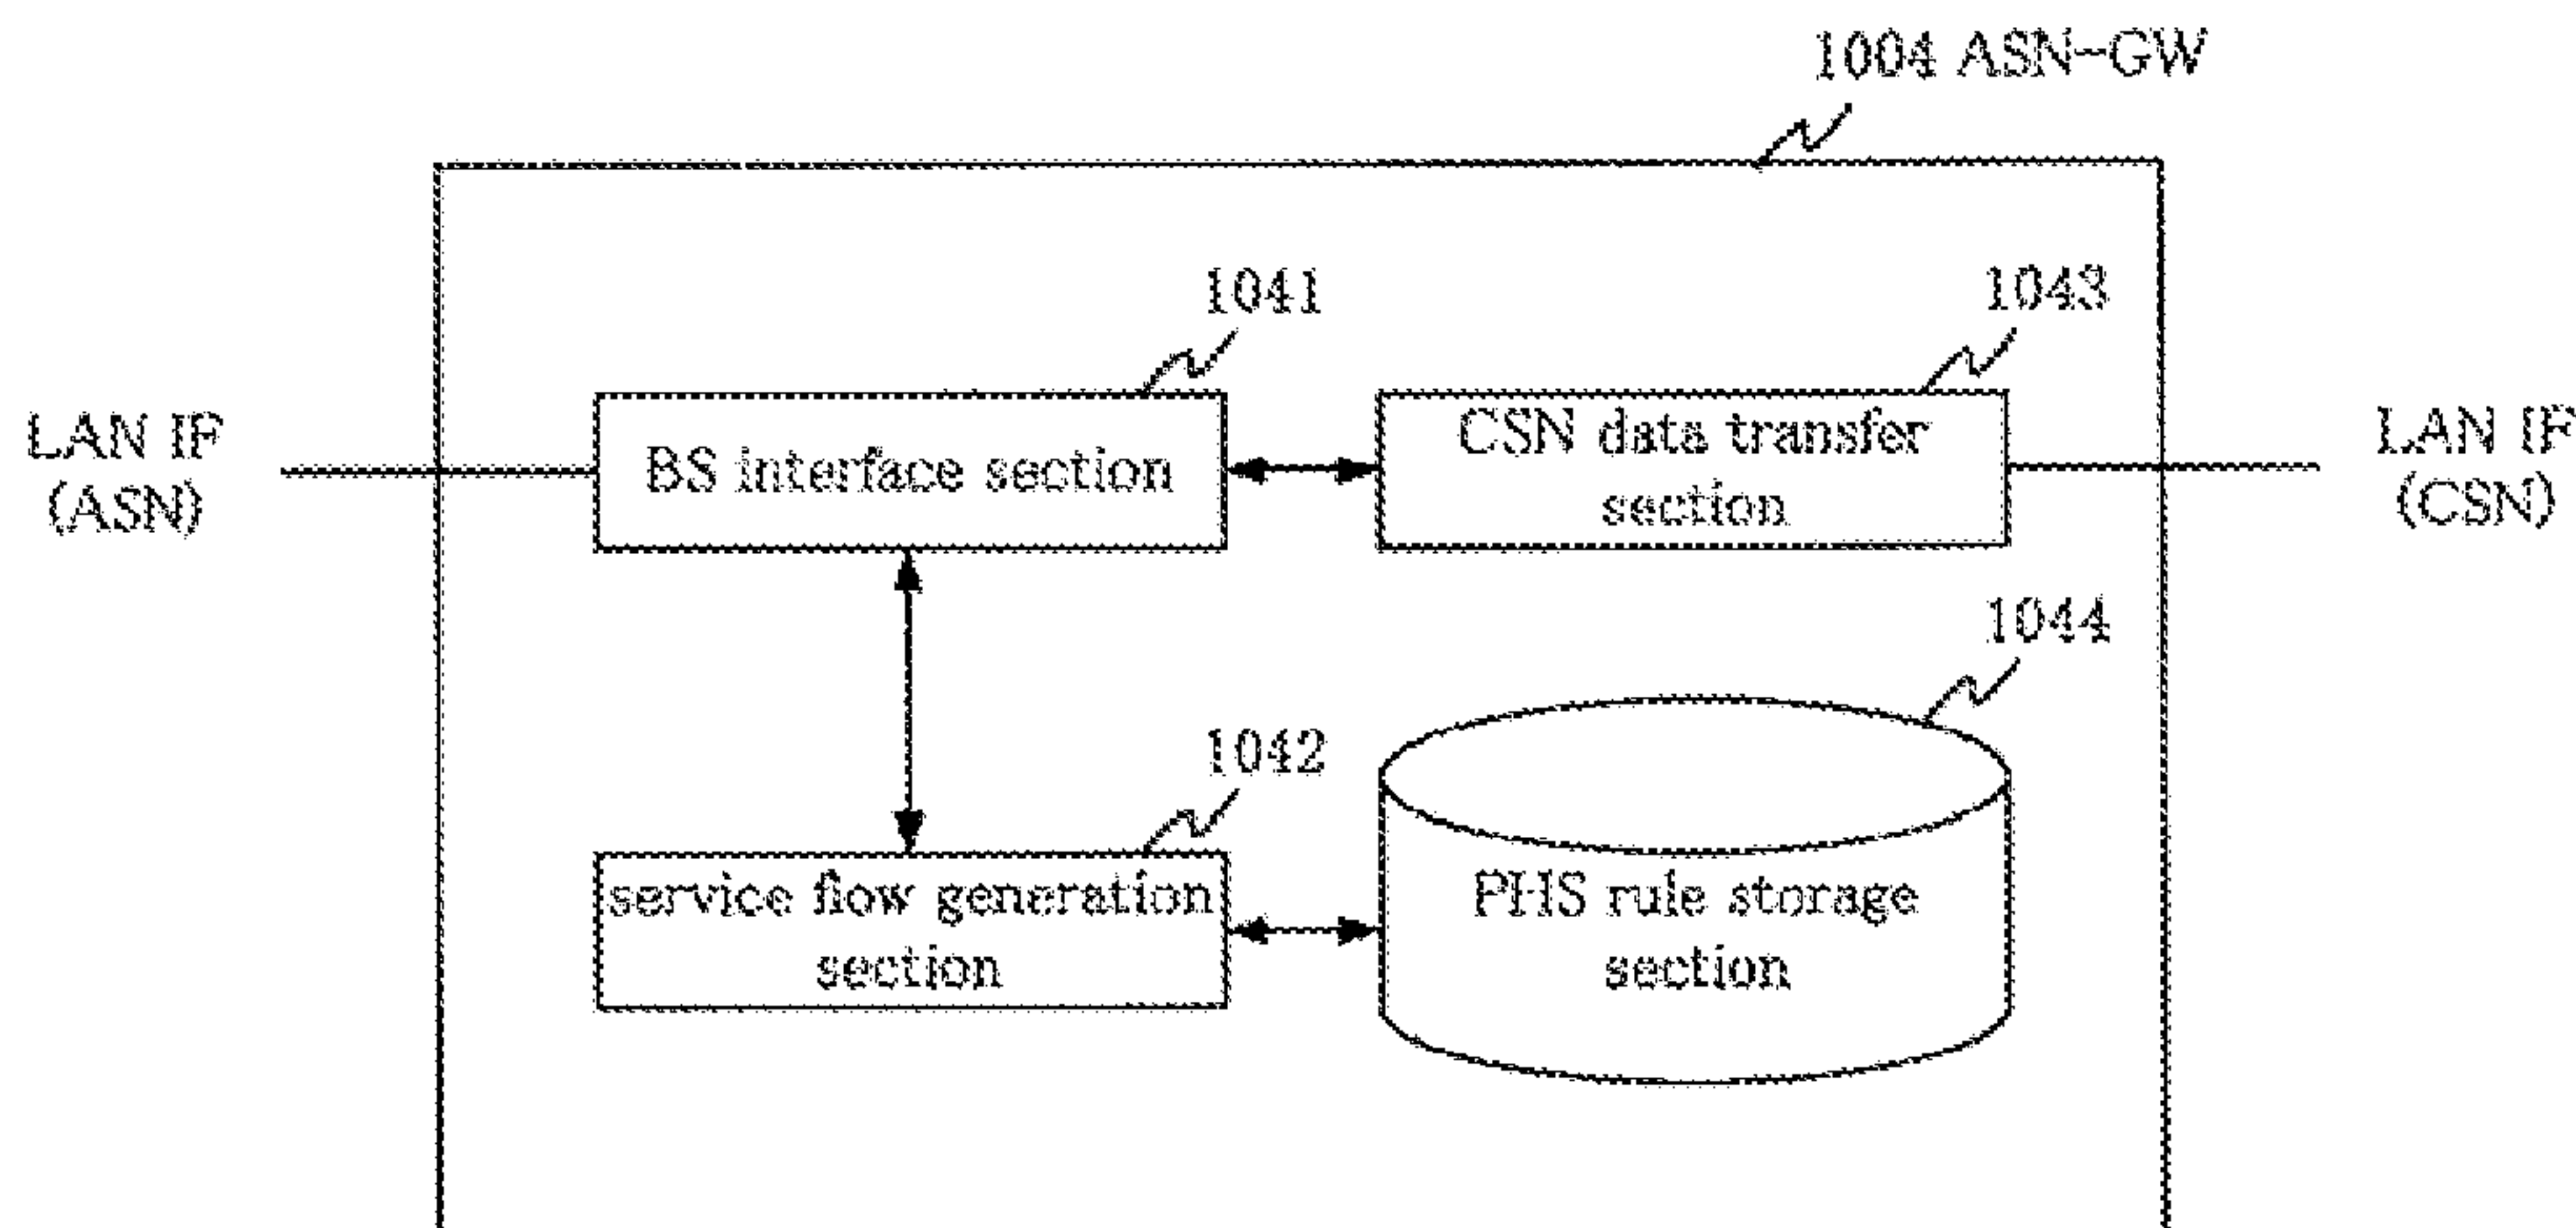 1004 ASN-GW
1041
1043
LAN IF
(ASN)
BS interface section
CSN data transfer
section
LAN IF
(CSN)
1044
1042
service flow generation
section
PHS rule storage
section